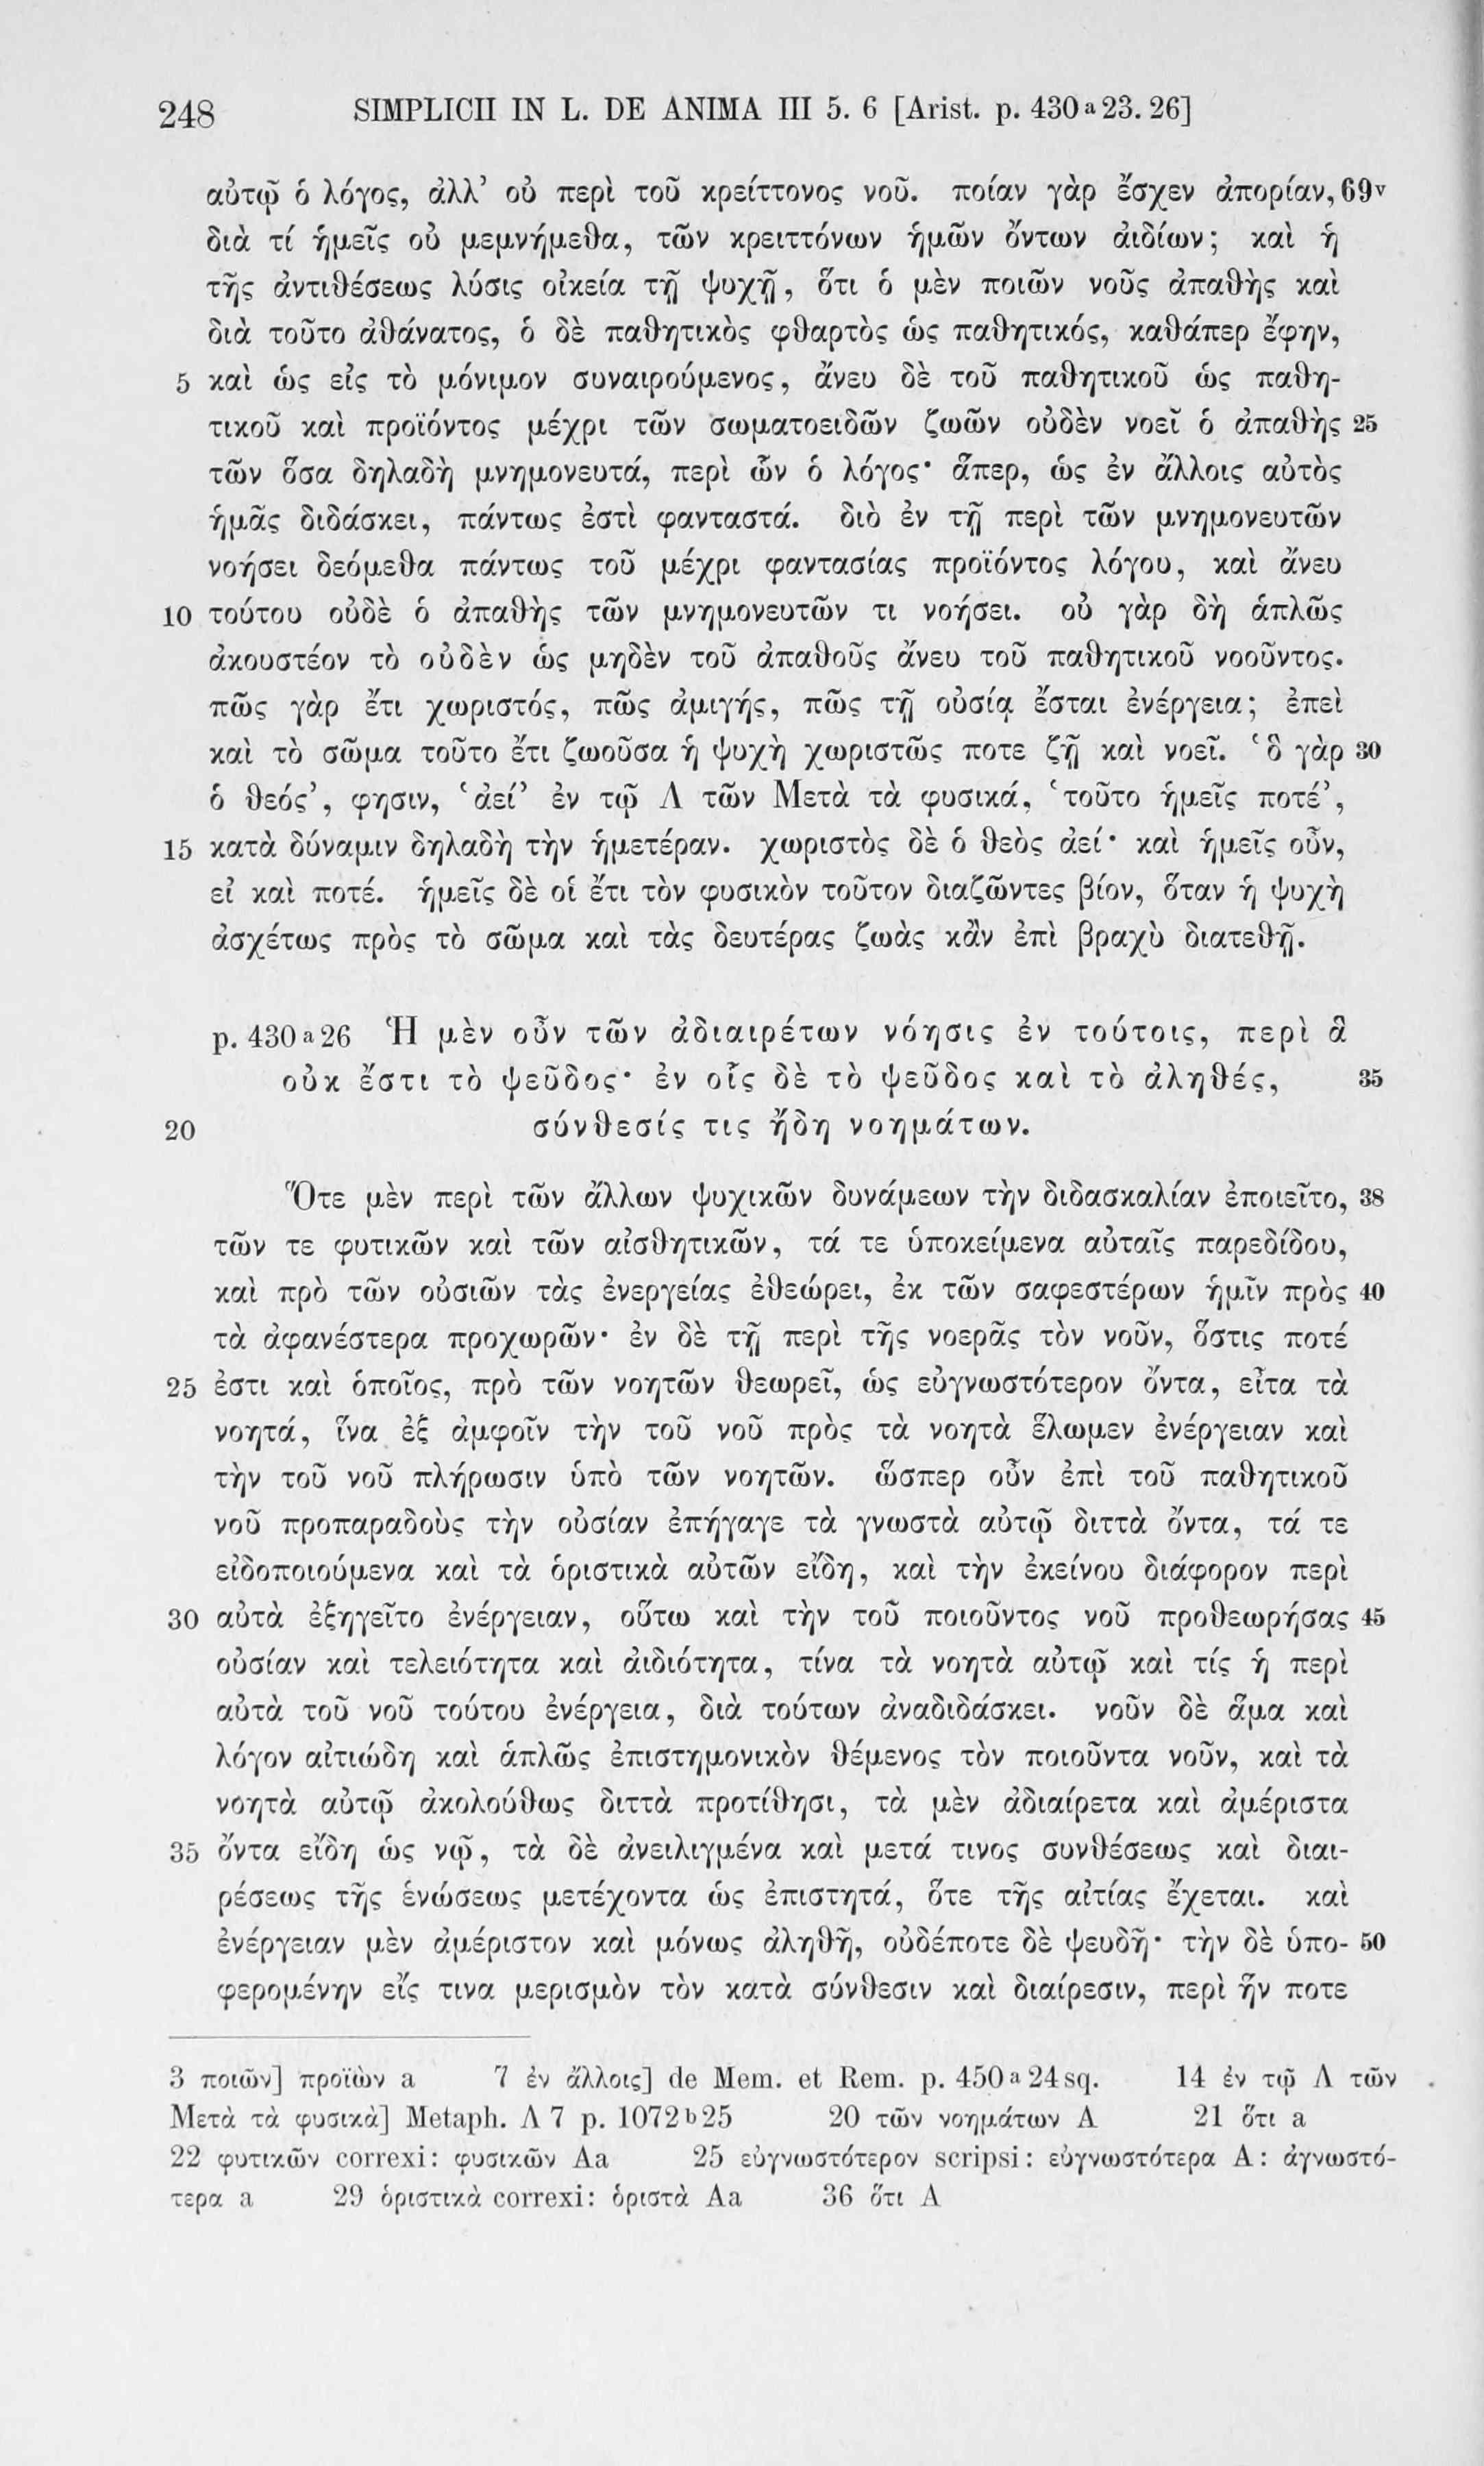 248 SIMPLICII IN L. DE ANIMA III 5. 6 [Arist. p. 430 a 23. 26]
αὐτῷ ὁ λόγος, ἀλλ’ οὐ περὶ τοῦ κρείττονος νοῦ. ποίαν γὰρ ἔσχεν ἀπορίαν, 69v
διὰ τί ἡμεῖς οὐ μεμνήμεθα, τῶν κρειττόνων ἡμῶν ὄντων ἀιδίων; καὶ ἡ
τῆς ἀντιθέσεως λύσις οἰκεία τῇ ψυχῇ, ὅτι ὁ μὲν ποιῶν νοῦς ἀπαθὴς καὶ
διὰ τοῦτο ἀθάνατος, ὁ δὲ παθητικὸς φθαρτὸς ὡς παθητικός, καθάπερ ἔφην,
5 καὶ ὡς εἰς τὸ μόνιμον συναιρούμενος, ἄνευ δὲ τοῦ παθητικοῦ ὡς παθη-
τικοῦ καὶ προϊόντος μέχρι τῶν σωματοειδῶν ζωῶν οὐδὲν νοεῖ ὁ ἀπαθὴς 25
τῶν ὅσα δηλαδὴ μνημονευτά, περὶ ὧν ὁ λόγος· ἅπερ, ὡς ἐν ἄλλοις αὐτὸς
ἡμᾶς διδάσκει, πάντως ἐστὶ φανταστά. διὸ ἐν τῇ περὶ τῶν μνημονευτῶν
νοήσει δεόμεθα πάντως τοῦ μέχρι φαντασίας προϊόντος λόγου, καὶ ἄνευ
10 τούτου οὐδὲ ὁ ἀπαθὴς τῶν μνημονευτῶν τι νοήσει. οὐ γὰρ δὴ ἁπλῶς
ἀκουστέον τὸ οὐδὲν ὡς μηδὲν τοῦ ἀπαθοῦς ἄνευ τοῦ παθητικοῦ νοοῦντος.
πῶς γὰρ ἔτι χωριστός, πῶς ἀμιγής, πῶς τῇ οὐσίᾳ ἔσται ἐνέργεια; ἐπεὶ
καὶ τὸ σῶμα τοῦτο ἔτι ζωοῦσα ἡ ψυχὴ χωριστῶς ποτε ζῇ καὶ νοεῖ. ‘ὃ γὰρ 30
ὁ θεός’, φησιν, ‘ἀεί’ ἐν τῷ Λ τῶν Μετὰ τὰ φυσικά, ‘τοῦτο ἡμεῖς ποτέ’,
15 κατὰ δύναμιν δηλαδὴ τὴν ἡμετέραν. χωριστὸς δὲ ὁ θεὸς ἀεί· καὶ ἡμεῖς οὖν,
εἰ καὶ ποτέ. ἡμεῖς δὲ οἱ ἔτι τὸν φυσικὸν τοῦτον διαζῶντες βίον, ὅταν ἡ ψυχὴ
ἀσχέτως πρὸς τὸ σῶμα καὶ τὰς δευτέρας ζωὰς κἂν ἐπὶ βραχὺ διατεθῇ.
p. 430 a 26 Ἡ μὲν οὖν τῶν ἀδιαιρέτων νόησις ἐν τούτοις, περὶ ἃ
οὐκ ἔστι τὸ ψεῦδος· ἐν οἷς δὲ τὸ ψεῦδος καὶ τὸ ἀληθές, 35
20 σύνθεσίς τις ἤδη νοημάτων.
Ὅτε μὲν περὶ τῶν ἄλλων ψυχικῶν δυνάμεων τὴν διδασκαλίαν ἐποιεῖτο, 38
τῶν τε φυτικῶν καὶ τῶν αἰσθητικῶν, τά τε ὑποκείμενα αὐταῖς παρεδίδου,
καὶ πρὸ τῶν οὐσιῶν τὰς ἐνεργείας ἐθεώρει, ἐκ τῶν σαφεστέρων ἡμῖν πρὸς 40
τὰ ἀφανέστερα προχωρῶν· ἐν δὲ τῇ περὶ τῆς νοερᾶς τὸν νοῦν, ὅστις ποτέ
25 ἐστι καὶ ὁποῖος, πρὸ τῶν νοητῶν θεωρεῖ, ὡς εὐγνωστότερον ὄντα, εἶτα τὰ
νοητά, ἵνα ἐξ ἀμφοῖν τὴν τοῦ νοῦ πρὸς τὰ νοητὰ ἕλωμεν ἐνέργειαν καὶ
τὴν τοῦ νοῦ πλήρωσιν ὑπὸ τῶν νοητῶν. ὥσπερ οὖν ἐπὶ τοῦ παθητικοῦ
νοῦ προπαραδοὺς τὴν οὐσίαν ἐπήγαγε τὰ γνωστὰ αὐτῷ διττὰ ὄντα, τά τε
εἰδοποιούμενα καὶ τὰ ὁριστικὰ αὐτῶν εἴδη, καὶ τὴν ἐκείνου διάφορον περὶ
30 αὐτὰ ἐξηγεῖτο ἐνέργειαν, οὕτω καὶ τὴν τοῦ ποιοῦντος νοῦ προθεωρήσας 45
οὐσίαν καὶ τελειότητα καὶ ἀιδιότητα, τίνα τὰ νοητὰ αὐτῷ καὶ τίς ἡ περὶ
αὐτὰ τοῦ νοῦ τούτου ἐνέργεια, διὰ τούτων ἀναδιδάσκει. νοῦν δὲ ἅμα καὶ
λόγον αἰτιώδη καὶ ἁπλῶς ἐπιστημονικὸν θέμενος τὸν ποιοῦντα νοῦν, καὶ τὰ
νοητὰ αὐτῷ ἀκολούθως διττὰ προτίθησι, τὰ μὲν ἀδιαίρετα καὶ ἀμέριστα
35 ὄντα εἴδη ὡς νῷ, τὰ δὲ ἀνειλιγμένα καὶ μετά τινος συνθέσεως καὶ διαι-
ρέσεως τῆς ἑνώσεως μετέχοντα ὡς ἐπιστητά, ὅτε τῆς αἰτίας ἔχεται. καὶ
ἐνέργειαν μὲν ἀμέριστον καὶ μόνως ἀληθῆ, οὐδέποτε δὲ ψευδῆ· τὴν δὲ ὑπο- 50
φερομένην εἴς τινα μερισμὸν τὸν κατὰ σύνθεσιν καὶ διαίρεσιν, περὶ ἥν ποτε
3 ποιῶν] προϊὼν a 7 ἐν ἄλλοις] de Mem. et Rem. p. 450 a 24 sq. 14 ἐν τῷ Λ τῶν
Μετὰ τὰ φυσικὰ] Metaph. Λ 7 p. 1072 b 25 20 τῶν νοημάτων A 21 ὅτι a
22 φυτικῶν correxi: φυσικῶν Aa 25 εὐγνωστότερον scripsi: εὐγνωστότερα A: ἀγνωστό-
τερα a 29 ὁριστικὰ correxi: ὁριστὰ Aa 36 ὅτι A